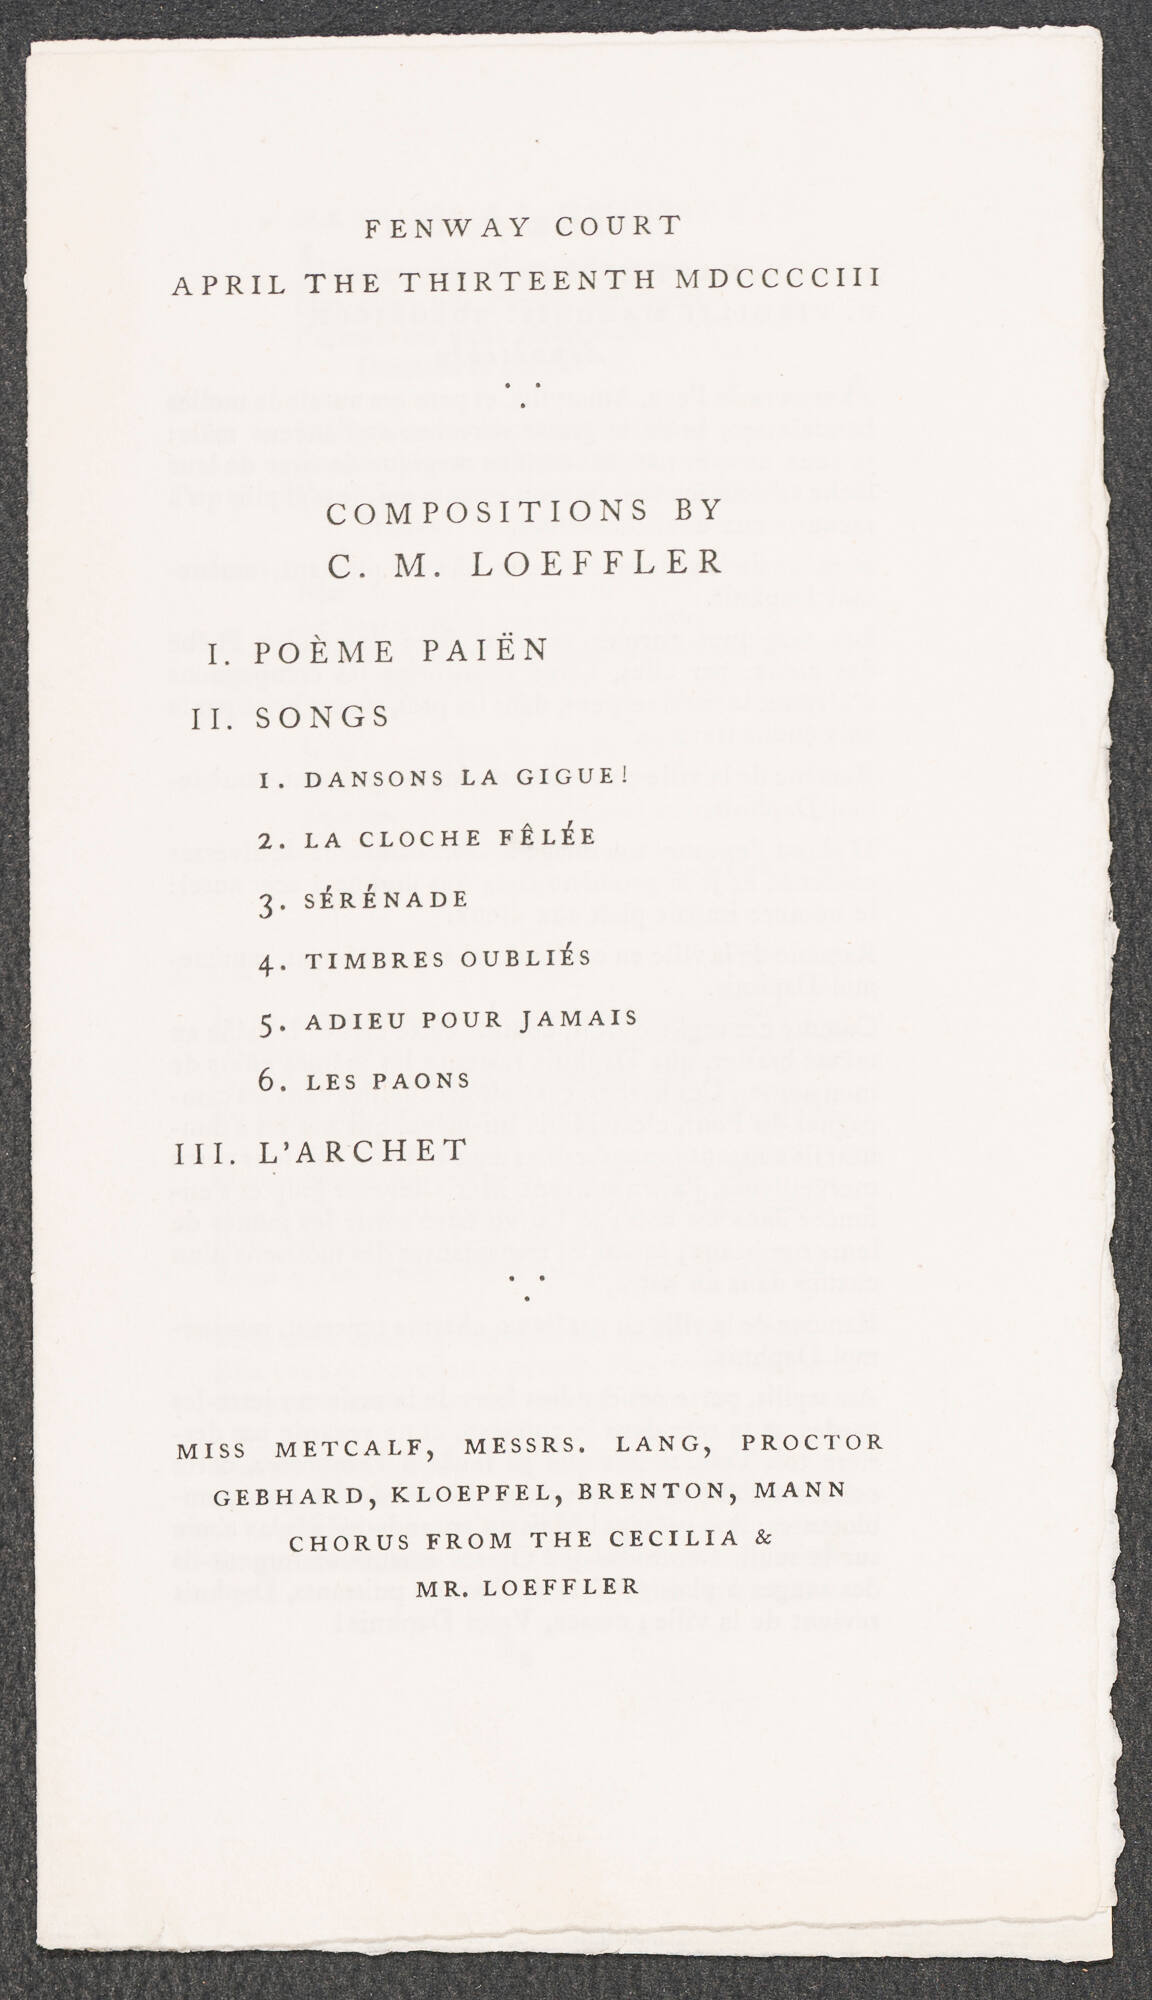 FENWAY COURT
APRIL THE THIRTEENTH MDCCCCIII
COMPOSITIONS BY
C. M. LOEFFLER
I. POÈME PAIËN
II. SONGS
1. DANSONS LA GIGUE!
2. LA CLOCHE FÊLÉE
3. SÉRÉNADE
4. TIMBRES OUBLIÉS
5. ADIEU POUR JAMAIS
6. LES PAONS
III. L'ARCHET
MISS METCALF, MESSRS. LANG, PROCTOR
GEBHARD, KLOEPFEL, BRENTON, MANN
CHORUS FROM THE CECILIA &
MR. LOEFFLER